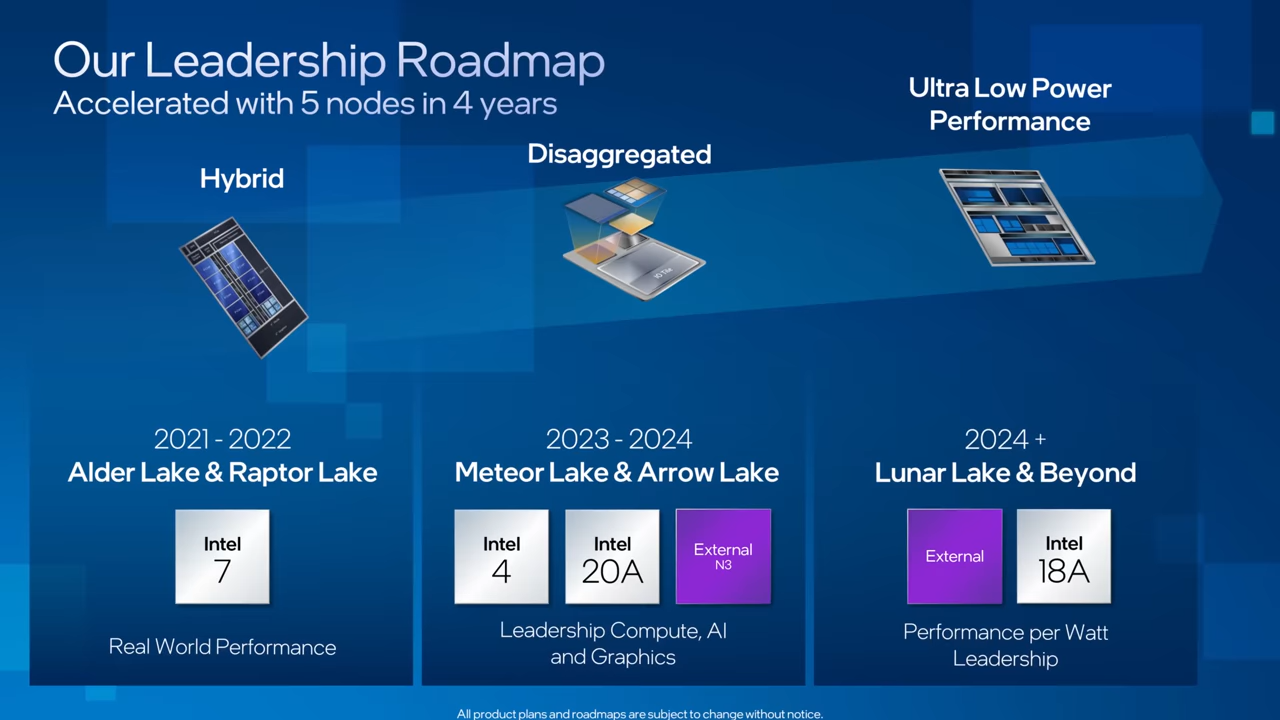 Our Leadership Roadmap
Accelerated with 5 nodes in 4 years
Hybrid
Disaggregated
Ultra Low Power
Performance
IO Tile
2021 - 2022
Alder Lake & Raptor Lake
Intel
7
Real World Performance
2023 - 2024
Meteor Lake & Arrow Lake
Intel
4
Intel
20A
External
N3
Leadership Compute, AI
and Graphics
2024 +
Lunar Lake & Beyond
External
Intel
18A
Performance per Watt
Leadership
All product plans and roadmaps are subject to change without notice.